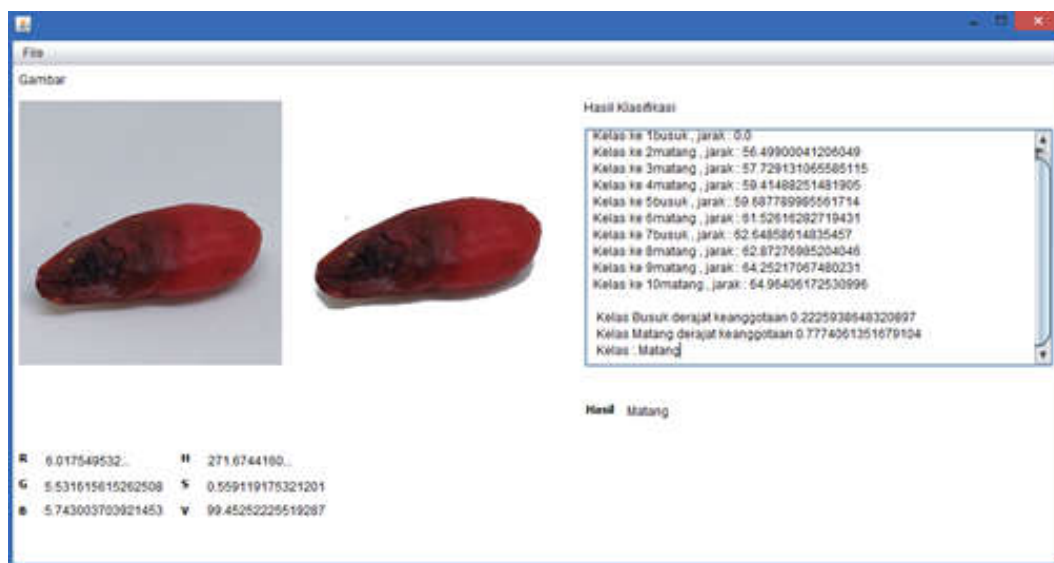 File
Gambar
Hasil Klasifikasi
Kelas ke 1busuk , jarak : 0.0
Kelas ke 2matang , jarak : 56.49900041206049
Kelas ke 3matang , jarak : 57.729131065585115
Kelas ke 4matang , jarak : 59.41488251481905
Kelas ke 5busuk , jarak : 59.687789985561714
Kelas ke 6matang , jarak : 61.52616282719431
Kelas ke 7busuk , jarak : 62.64858614835457
Kelas ke 8matang , jarak : 62.87276985204046
Kelas ke 9matang , jarak : 64.25217067480231
Kelas ke 10matang , jarak : 64.96406172530996
Kelas Busuk derajat keanggotaan 0.2225938648320897
Kelas Matang derajat keanggotaan 0.7774061351679104
Kelas : Matang
Hasil Matang
R 6.017549532... H 271.6744160...
G 5.531615615262508 S 0.559119175321201
B 5.743003703921453 V 99.45252225519287